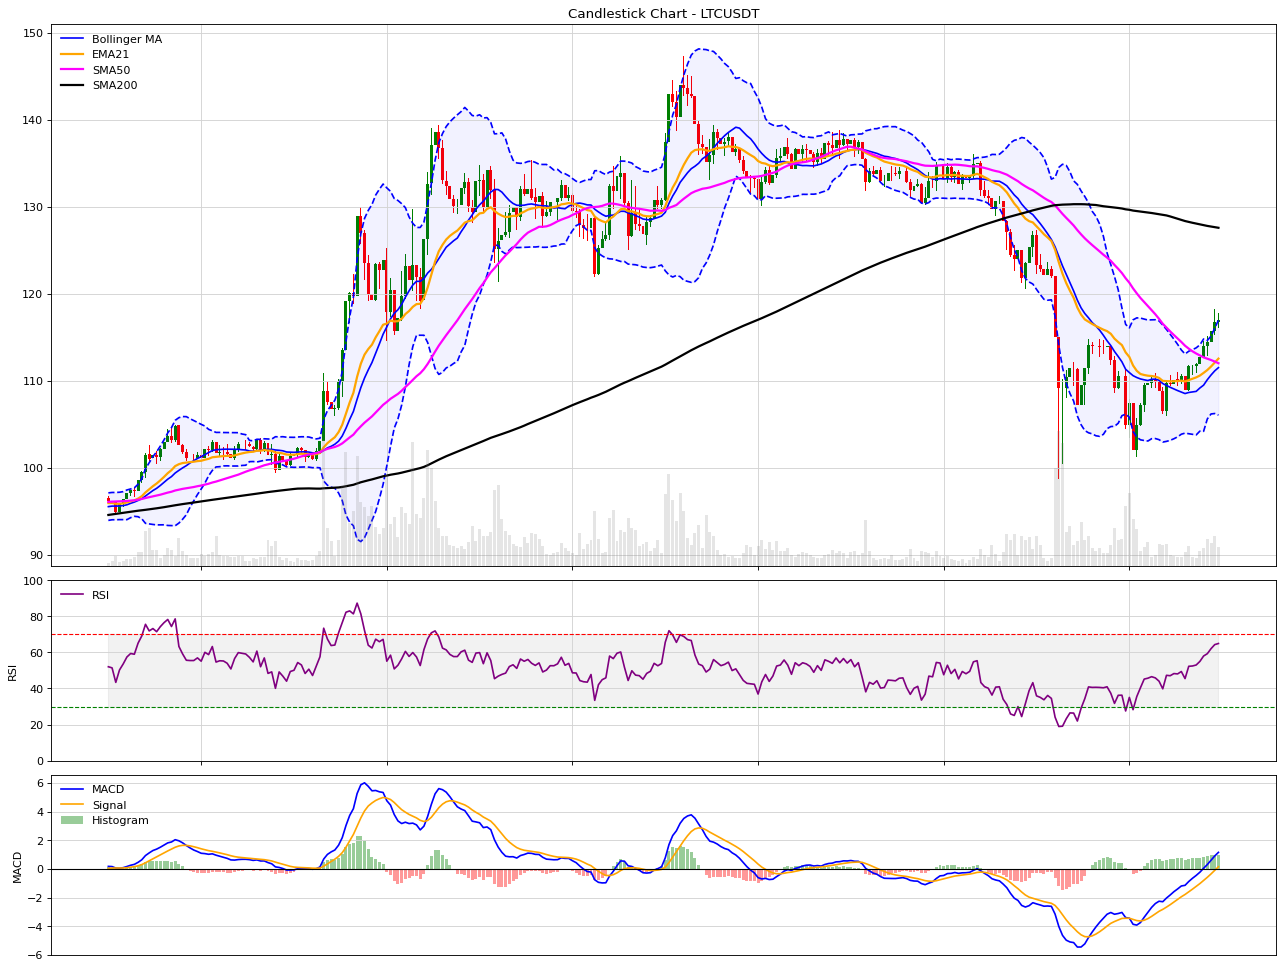 Candlestick Chart - LTCUSDT
Bollinger MA
EMA21
SMA50
SMA200
150
140
130
120
110
100
90
RSI
RSI
100
80
60
40
20
0
MACD
MACD
Signal
Histogram
6
4
2
0
−2
−4
−6